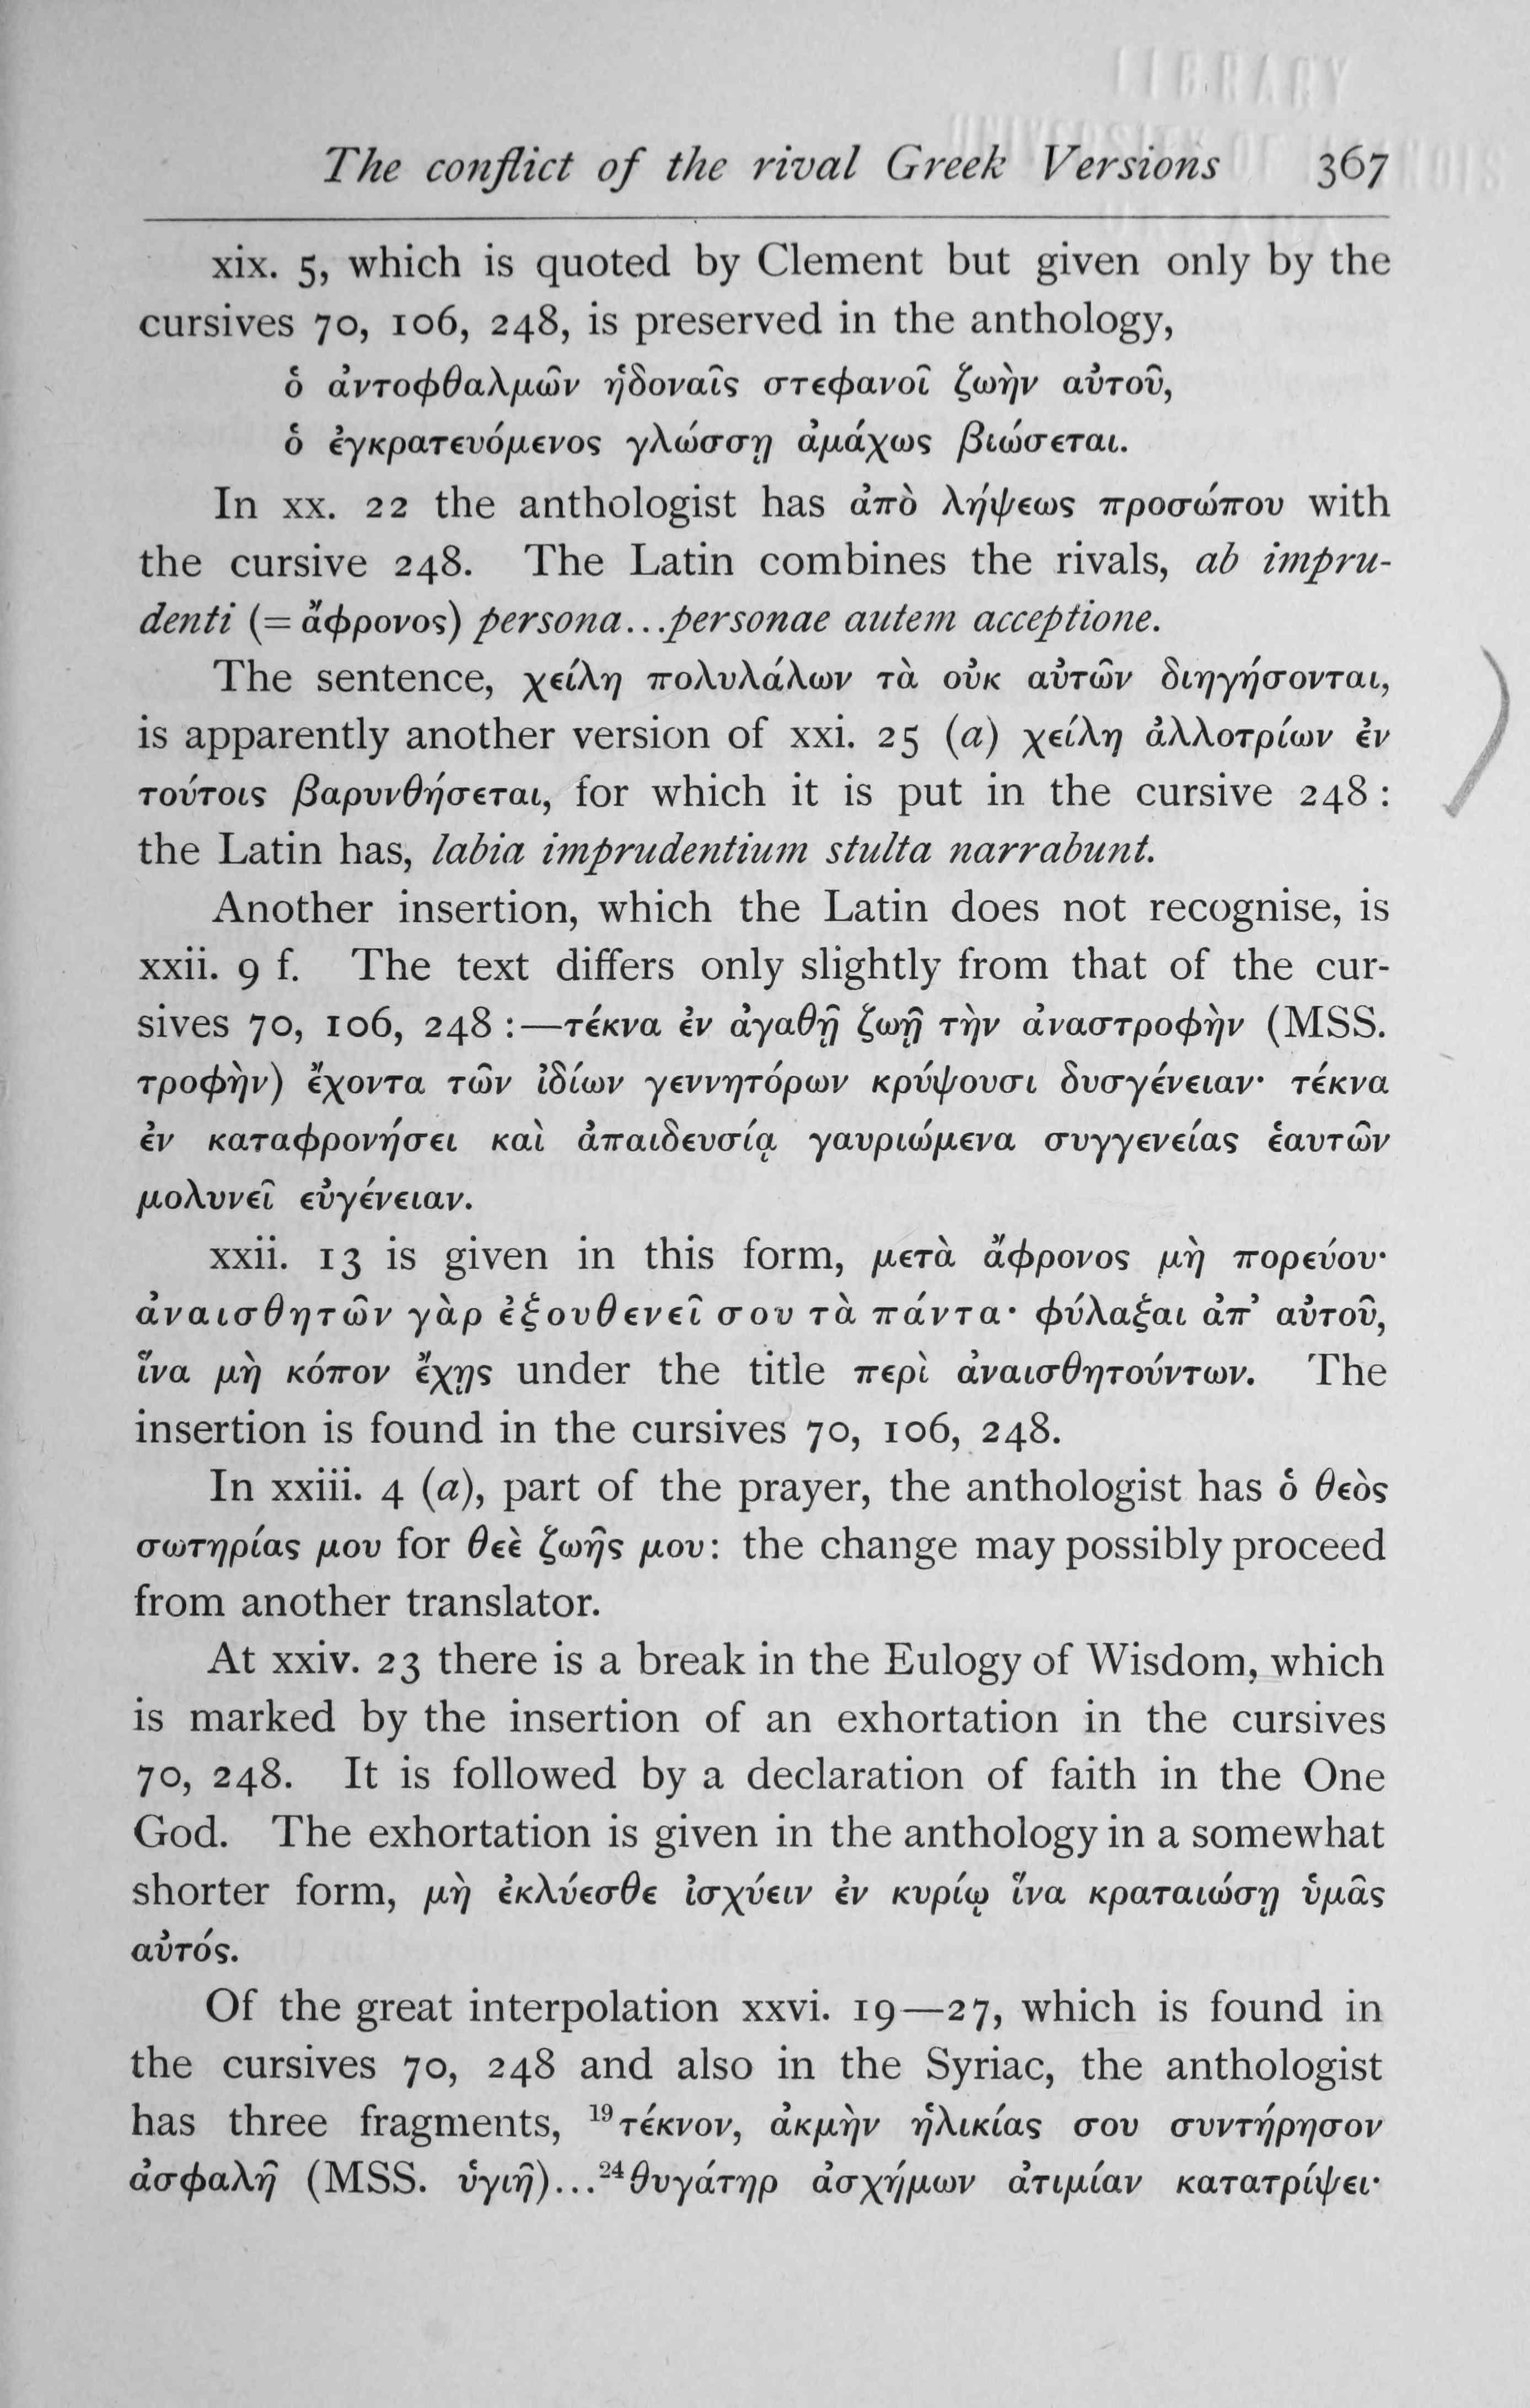 LIBRARY
The conflict of the rival Greek Versions 367
xix. 5, which is quoted by Clement but given only by the
cursives 70, 106, 248, is preserved in the anthology,
ὁ ἀντοφθαλμῶν ἡδοναῖς στεφανοῖ ζωὴν αὐτοῦ,
ὁ ἐγκρατευόμενος γλώσσῃ ἀμάχως βιώσεται.
In xx. 22 the anthologist has ἀπὸ λήψεως προσώπου with
the cursive 248. The Latin combines the rivals, ab impru-
denti (= ἄφρονος) persona...personae autem acceptione.
The sentence, χείλη πολυλάλων τὰ οὐκ αὐτῶν διηγήσονται,
is apparently another version of xxi. 25 (a) χείλη ἀλλοτρίων ἐν
τούτοις βαρυνθήσεται, for which it is put in the cursive 248 :
the Latin has, labia imprudentium stulta narrabunt.
Another insertion, which the Latin does not recognise, is
xxii. 9 f. The text differs only slightly from that of the cur-
sives 70, 106, 248 :—τέκνα ἐν ἀγαθῇ ζωῇ τὴν ἀναστροφὴν (MSS.
τροφὴν) ἔχοντα τῶν ἰδίων γεννητόρων κρύψουσι δυσγένειαν· τέκνα
ἐν καταφρονήσει καὶ ἀπαιδευσίᾳ γαυριώμενα συγγενείας ἑαυτῶν
μολυνεῖ εὐγένειαν.
xxii. 13 is given in this form, μετὰ ἄφρονος μὴ πορεύου·
ἀναισθητῶν γὰρ ἐξουθενεῖ σου τὰ πάντα· φύλαξαι ἀπ’ αὐτοῦ,
ἵνα μὴ κόπον ἔχῃς under the title περὶ ἀναισθητούντων. The
insertion is found in the cursives 70, 106, 248.
In xxiii. 4 (a), part of the prayer, the anthologist has ὁ θεὸς
σωτηρίας μου for θεὲ ζωῆς μου: the change may possibly proceed
from another translator.
At xxiv. 23 there is a break in the Eulogy of Wisdom, which
is marked by the insertion of an exhortation in the cursives
70, 248. It is followed by a declaration of faith in the One
God. The exhortation is given in the anthology in a somewhat
shorter form, μὴ ἐκλύεσθε ἰσχύειν ἐν κυρίῳ ἵνα κραταιώσῃ ὑμᾶς
αὐτός.
Of the great interpolation xxvi. 19—27, which is found in
the cursives 70, 248 and also in the Syriac, the anthologist
has three fragments, ¹⁹τέκνον, ἀκμὴν ἡλικίας σου συντήρησον
ἀσφαλῆ (MSS. ὑγιῆ)...²⁴θυγάτηρ ἀσχήμων ἀτιμίαν κατατρίψει·